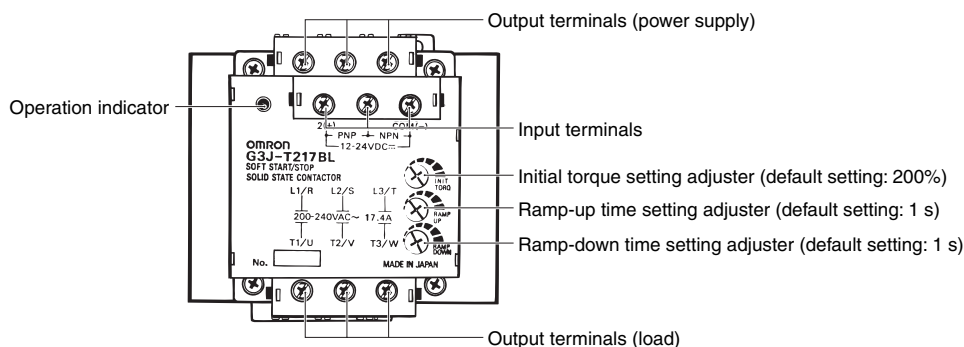 Output terminals (power supply)
Operation indicator
2(+) COM(−)
PNP NPN
12-24VDC
Input terminals
OMRON
G3J-T217BL
SOFT START/STOP
SOLID STATE CONTACTOR
INIT
TORQ
Initial torque setting adjuster (default setting: 200%)
L1/R L2/S L3/T
200-240VAC~ 17.4A
RAMP
UP
Ramp-up time setting adjuster (default setting: 1 s)
T1/U T2/V T3/W
RAMP
DOWN
Ramp-down time setting adjuster (default setting: 1 s)
No. MADE IN JAPAN
Output terminals (load)